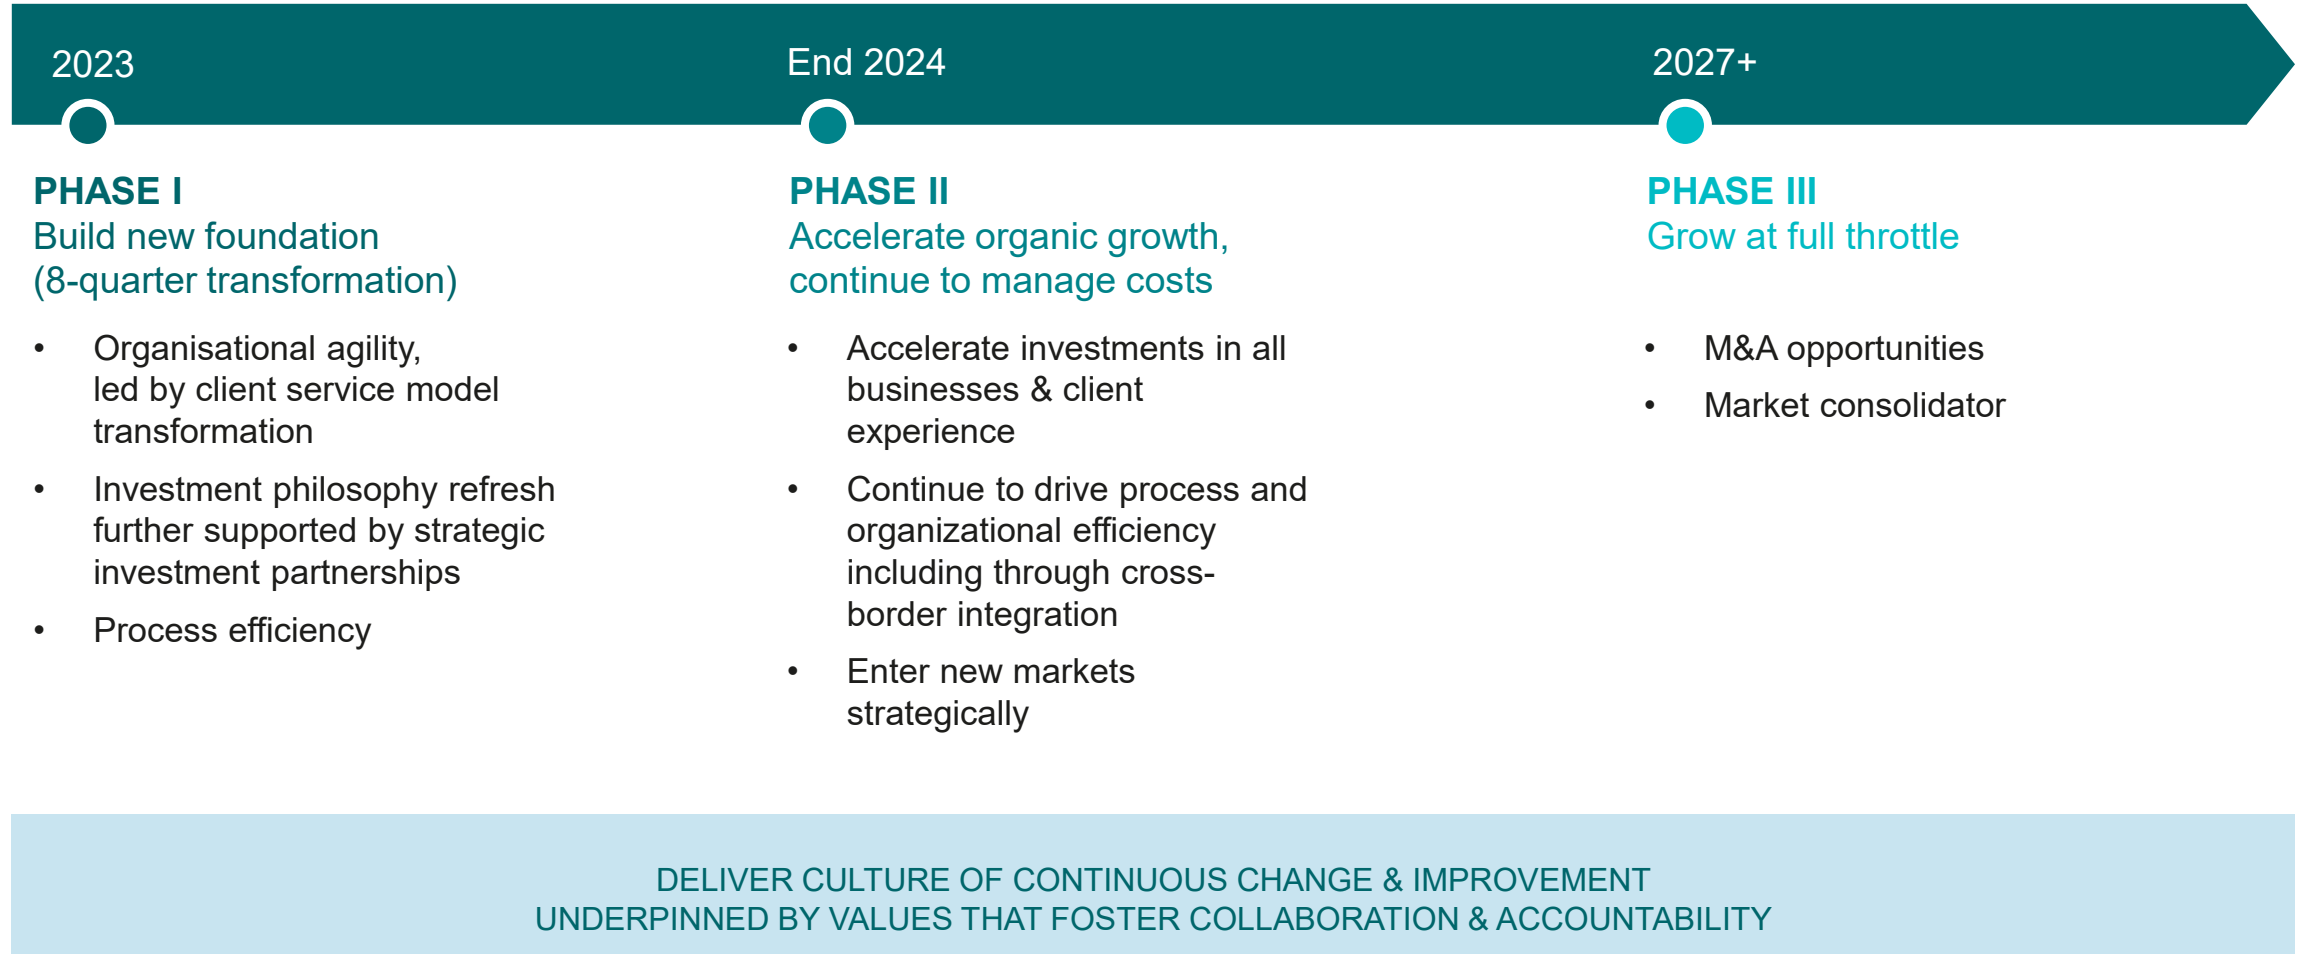 2023
End 2024
2027+
PHASE I
Build new foundation
(8-quarter transformation)
• Organisational agility,
led by client service model
transformation
• Investment philosophy refresh
further supported by strategic
investment partnerships
• Process efficiency
PHASE II
Accelerate organic growth,
continue to manage costs
• Accelerate investments in all
businesses & client
experience
• Continue to drive process and
organizational efficiency
including through cross-
border integration
• Enter new markets
strategically
PHASE III
Grow at full throttle
• M&A opportunities
• Market consolidator
DELIVER CULTURE OF CONTINUOUS CHANGE & IMPROVEMENT
UNDERPINNED BY VALUES THAT FOSTER COLLABORATION & ACCOUNTABILITY